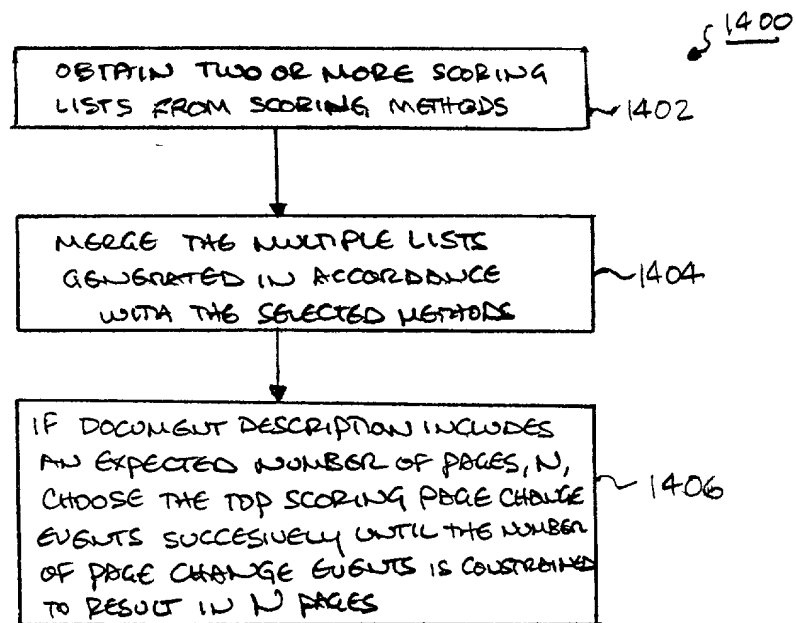 1400
OBTAIN TWO OR MORE SCORING
LISTS FROM SCORING METHODS
1402
MERGE THE MULTIPLE LISTS
GENERATED IN ACCORDANCE
WITH THE SELECTED METHODS
1404
IF DOCUMENT DESCRIPTION INCLUDES
AN EXPECTED NUMBER OF PAGES, N,
CHOOSE THE TOP SCORING PAGE CHANGE
EVENTS SUCCESIVELY UNTIL THE NUMBER
OF PAGE CHANGE EVENTS IS CONSTRAINED
TO RESULT IN N PAGES
1406